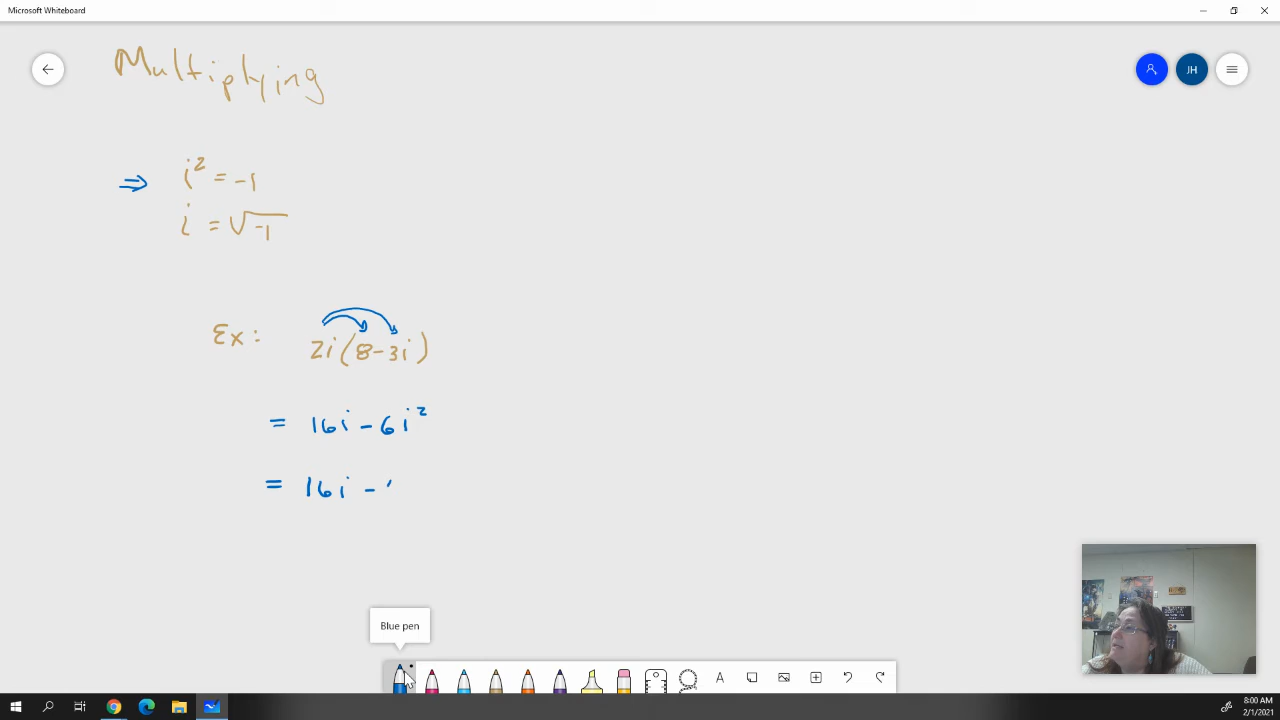 Microsoft Whiteboard
Multiplying
JH
⇒ i² = -1
i = √-1
Ex: 2i(8-3i)
= 16i - 6i²
= 16i -
Blue pen
A
8:00 AM
2/1/2021